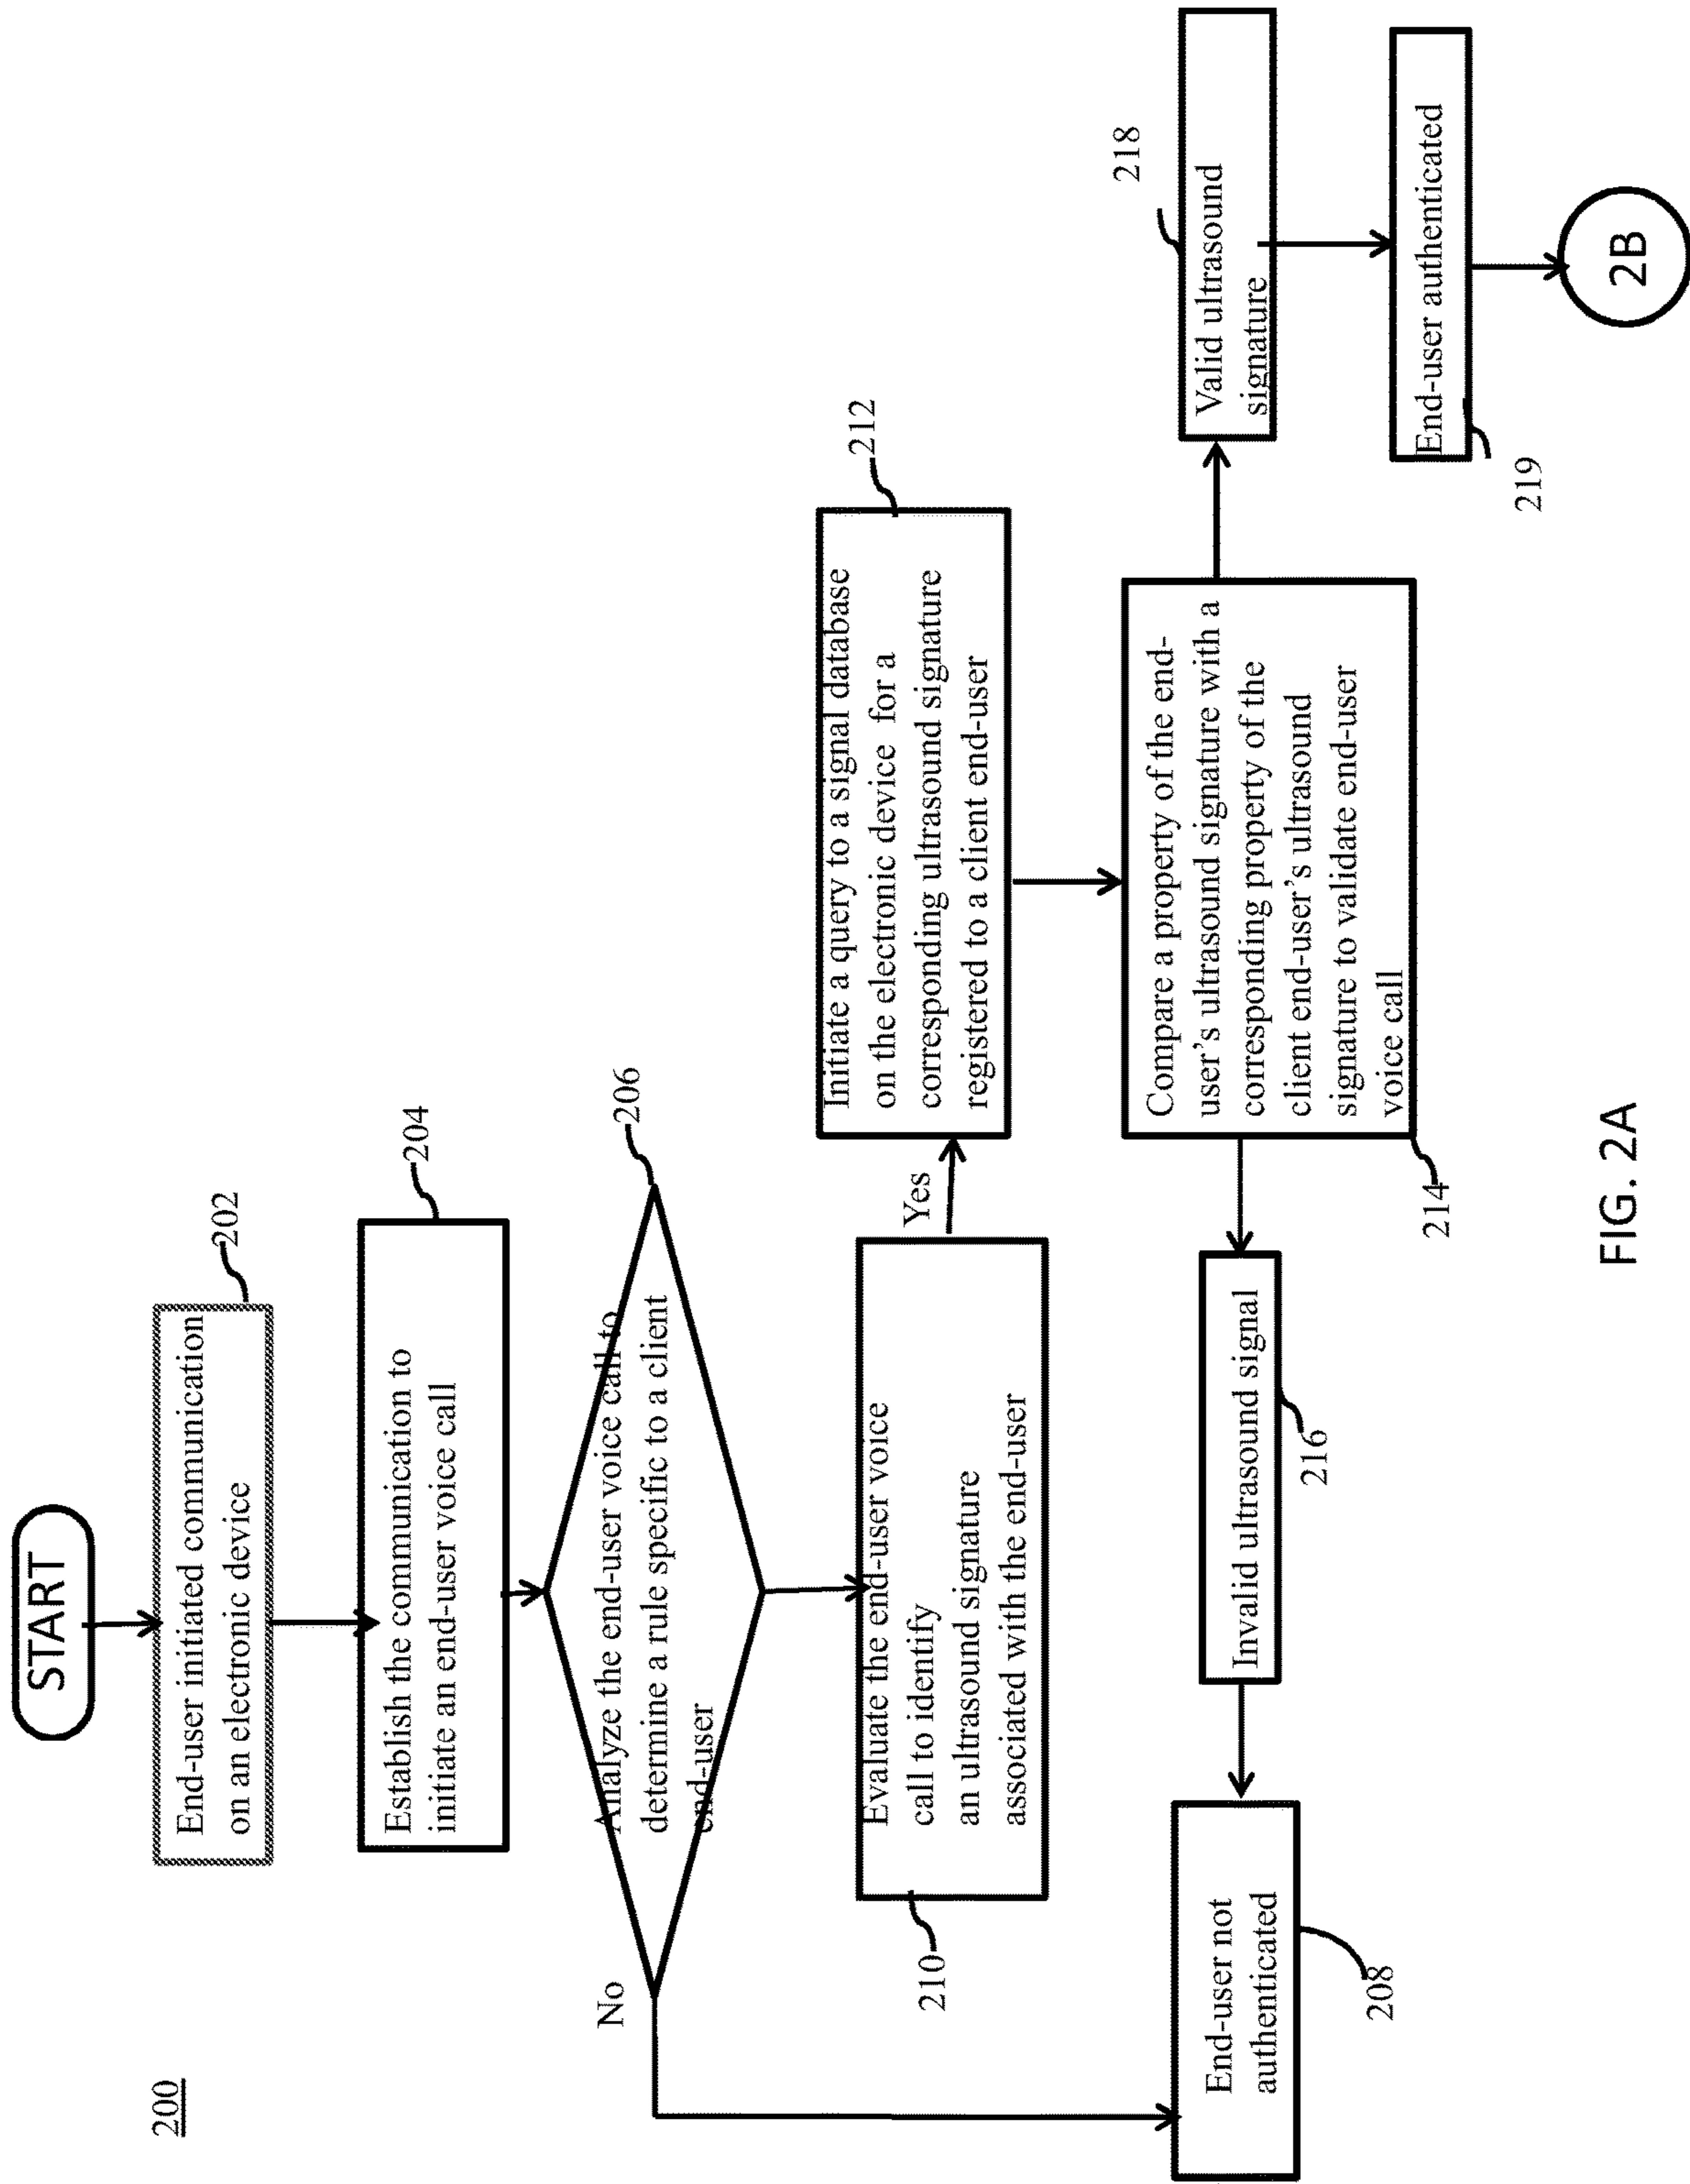 200
START
End-user initiated communication
on an electronic device
202
Establish the communication to
initiate an end-user voice call
204
Analyze the end-user voice call to
determine a rule specific to a client
end-user
206
No
Evaluate the end-user voice
call to identify
an ultrasound signature
associated with the end-user
210
Yes
Initiate a query to a signal database
on the electronic device for a
corresponding ultrasound signature
registered to a client end-user
212
Compare a property of the end-
user's ultrasound signature with a
corresponding property of the
client end-user's ultrasound
signature to validate end-user
voice call
214
Invalid ultrasound signal
216
End-user not
authenticated
208
Valid ultrasound
signature
218
End-user authenticated
219
2B
FIG. 2A